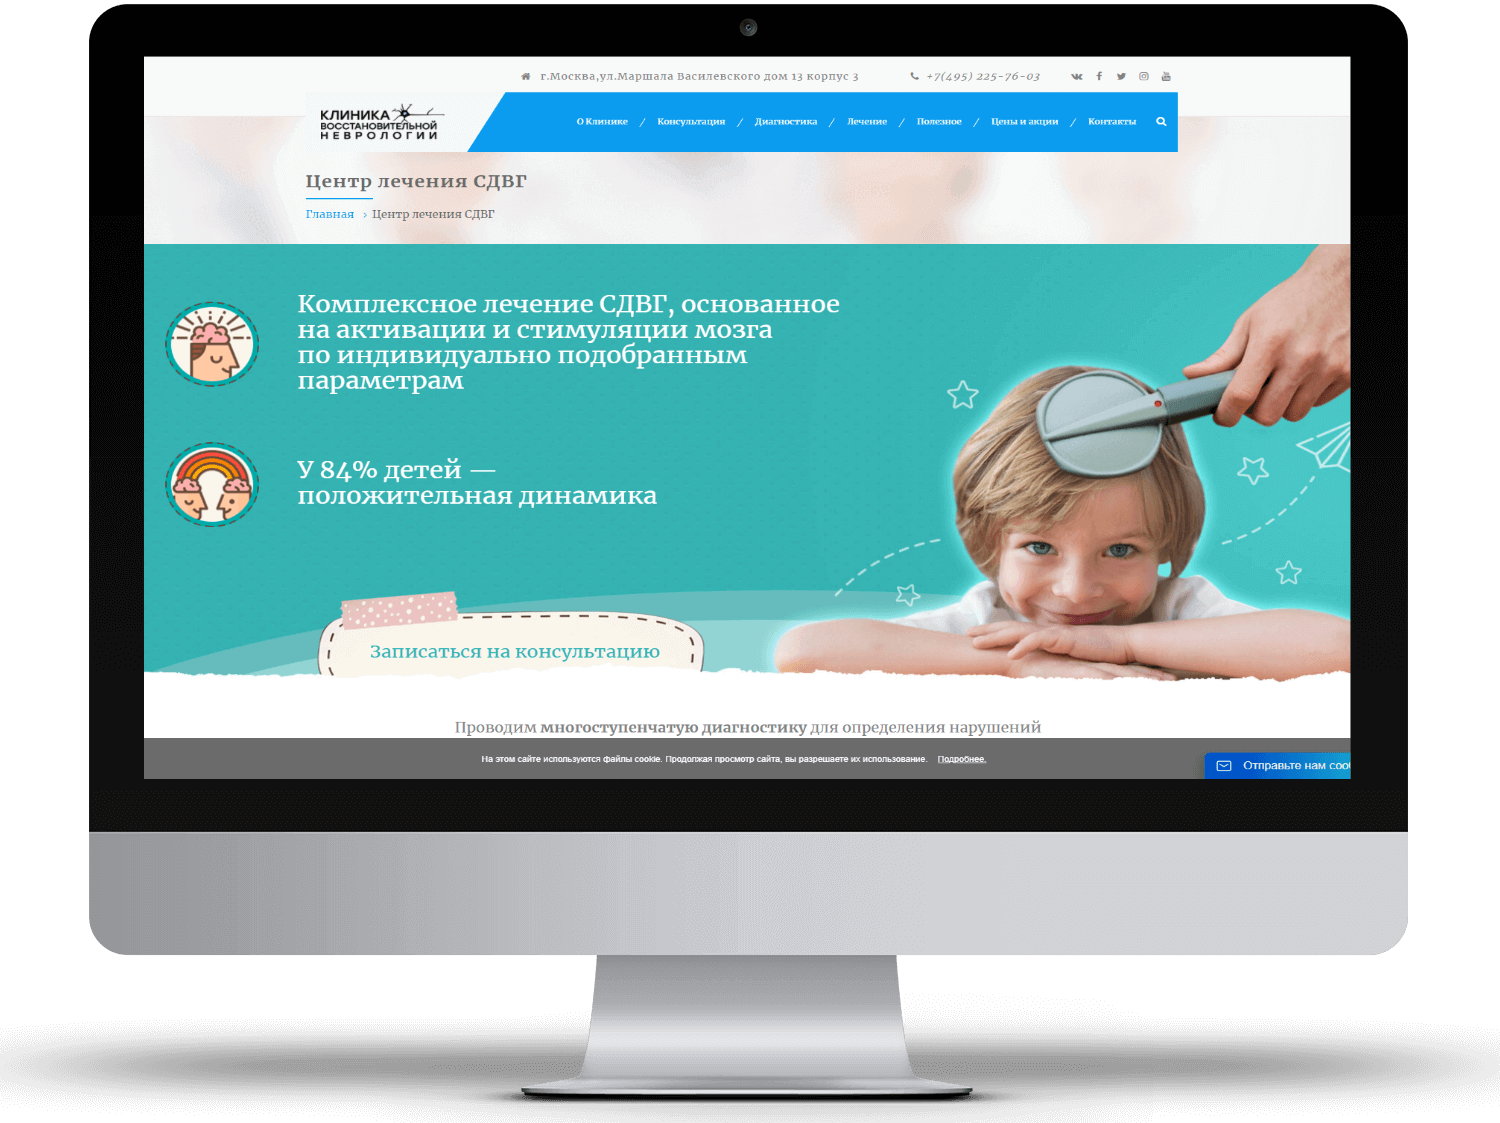 г.Москва,ул.Маршала Василевского дом 13 корпус 3
+7(495) 225-76-03
КЛИНИКА
ВОССТАНОВИТЕЛЬНОЙ
НЕВРОЛОГИИ
О Клинике / Консультация / Диагностика / Лечение / Полезное / Цены и акции / Контакты
Центр лечения СДВГ
Главная › Центр лечения СДВГ
Комплексное лечение СДВГ, основанное
на активации и стимуляции мозга
по индивидуально подобранным
параметрам
У 84% детей —
положительная динамика
Записаться на консультацию
Проводим многоступенчатую диагностику для определения нарушений
На этом сайте используются файлы cookie. Продолжая просмотр сайта, вы разрешаете их использование. Подробнее.
Отправьте нам соо